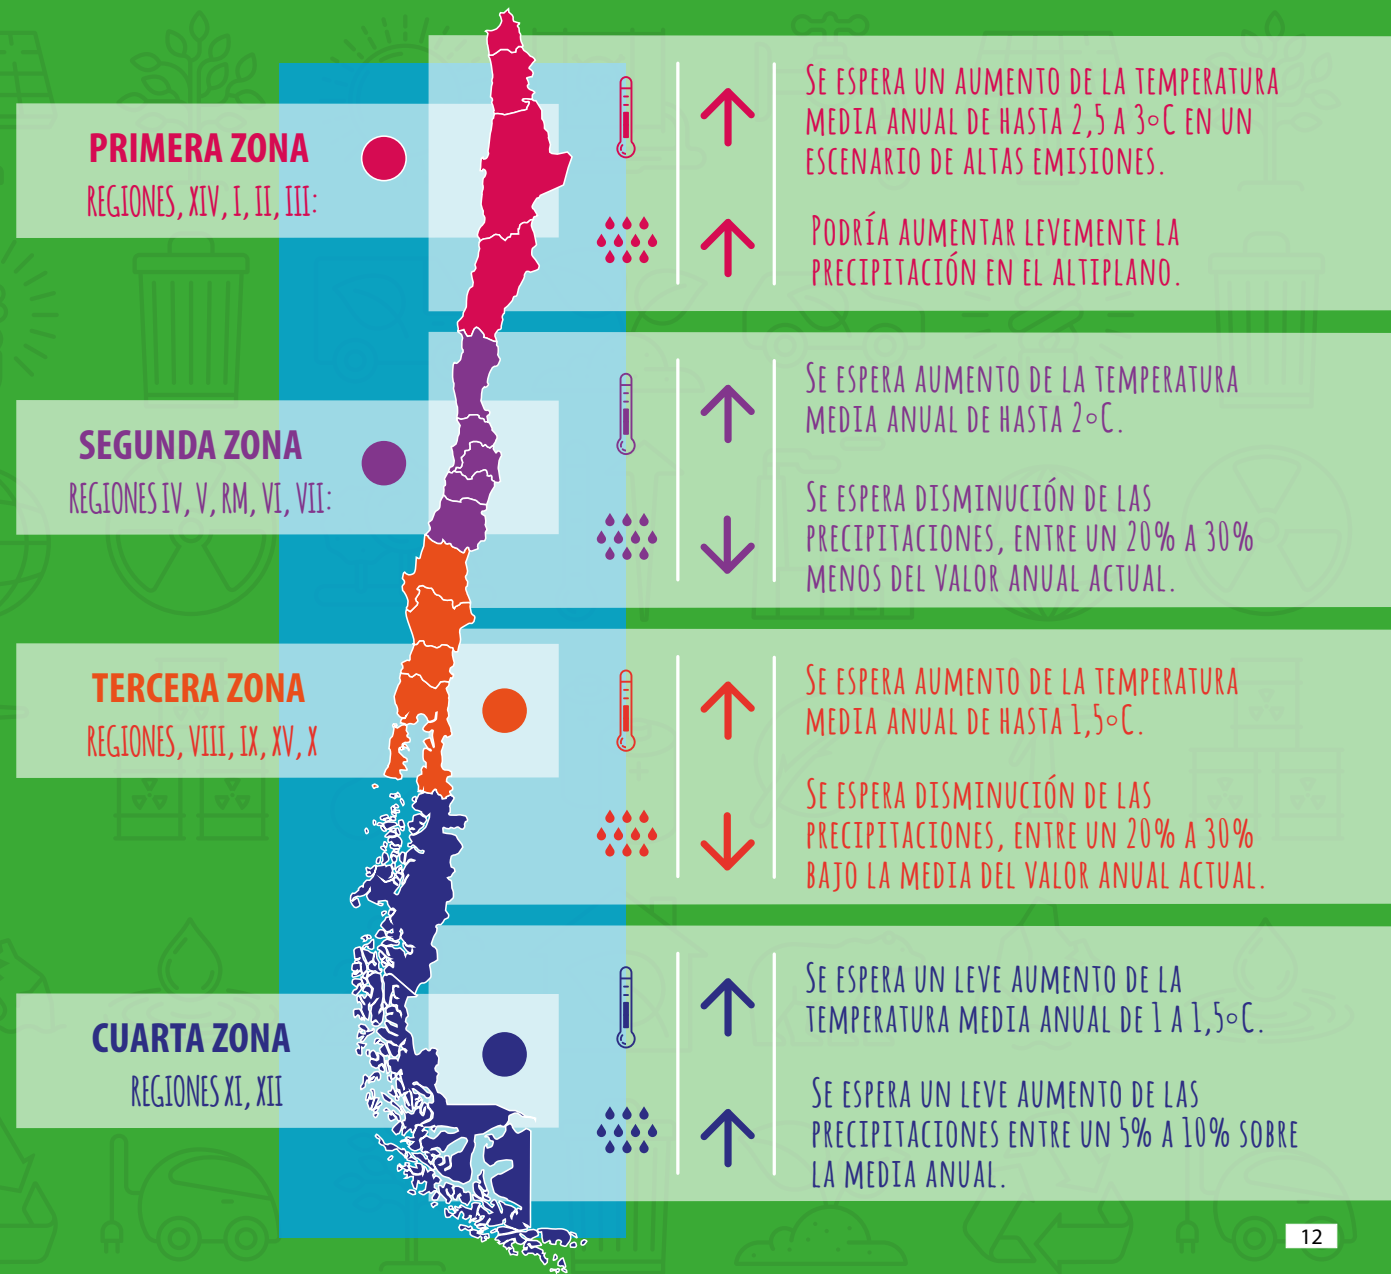 PRIMERA ZONA
REGIONES, XIV, I, II, III:
SE ESPERA UN AUMENTO DE LA TEMPERATURA
MEDIA ANUAL DE HASTA 2,5 A 3°C EN UN
ESCENARIO DE ALTAS EMISIONES.
PODRÍA AUMENTAR LEVEMENTE LA
PRECIPITACIÓN EN EL ALTIPLANO.
SEGUNDA ZONA
REGIONES IV, V, RM, VI, VII:
SE ESPERA AUMENTO DE LA TEMPERATURA
MEDIA ANUAL DE HASTA 2°C.
SE ESPERA DISMINUCIÓN DE LAS
PRECIPITACIONES, ENTRE UN 20% A 30%
MENOS DEL VALOR ANUAL ACTUAL.
TERCERA ZONA
REGIONES, VIII, IX, XV, X
SE ESPERA AUMENTO DE LA TEMPERATURA
MEDIA ANUAL DE HASTA 1,5°C.
SE ESPERA DISMINUCIÓN DE LAS
PRECIPITACIONES, ENTRE UN 20% A 30%
BAJO LA MEDIA DEL VALOR ANUAL ACTUAL.
CUARTA ZONA
REGIONES XI, XII
SE ESPERA UN LEVE AUMENTO DE LA
TEMPERATURA MEDIA ANUAL DE 1 A 1,5°C.
SE ESPERA UN LEVE AUMENTO DE LAS
PRECIPITACIONES ENTRE UN 5% A 10% SOBRE
LA MEDIA ANUAL.
12